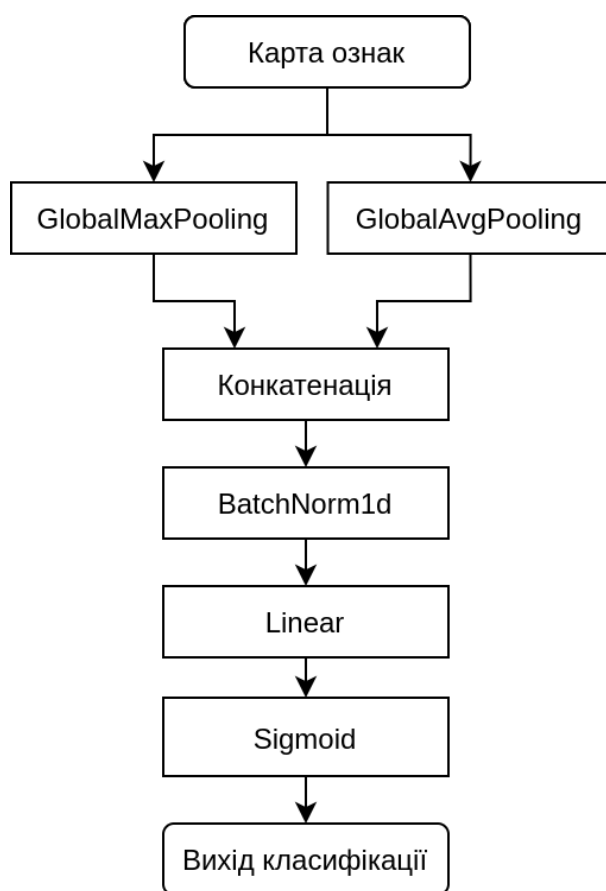 Карта ознак
GlobalMaxPooling
GlobalAvgPooling
Конкатенація
BatchNorm1d
Linear
Sigmoid
Вихід класифікації